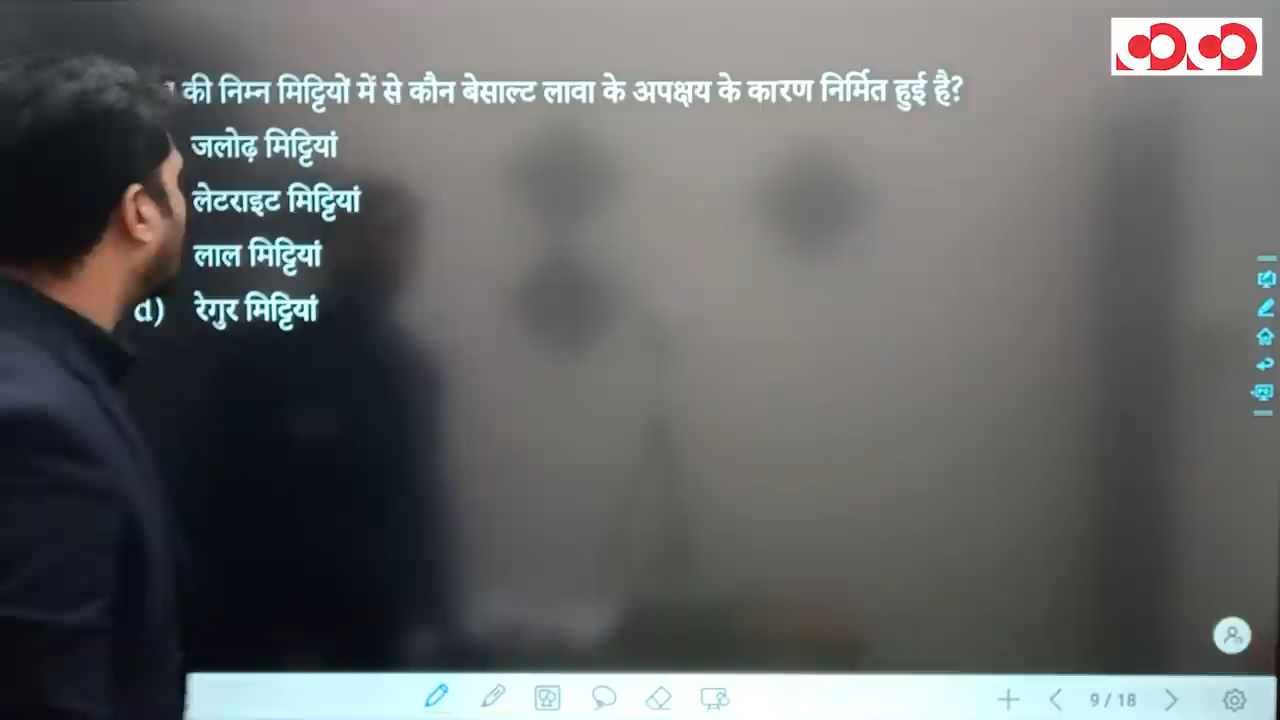 की निम्न मिट्टियों में से कौन बेसाल्ट लावा के अपक्षय के कारण निर्मित हुई है?
जलोढ़ मिट्टियां
लेटराइट मिट्टियां
लाल मिट्टियां
d) रेगुर मिट्टियां
9 / 18